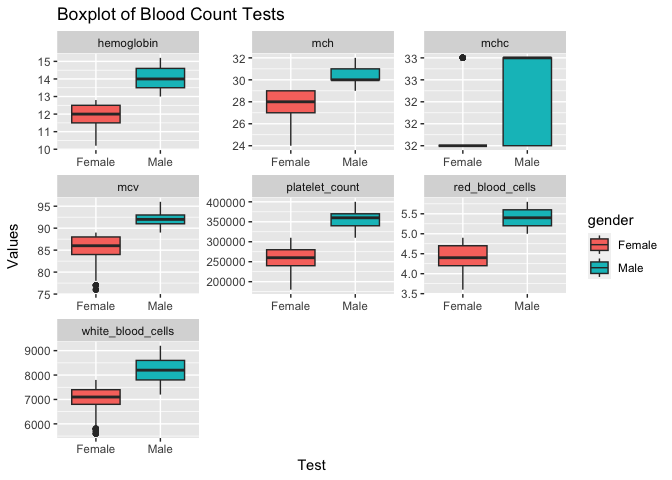 Boxplot of Blood Count Tests
hemoglobin
mch
mchc
15
14
13
12
11
10
32
30
28
26
24
33
33
32
32
32
Female
Male
Female
Male
Female
Male
mcv
platelet_count
red_blood_cells
95
90
85
80
75
400000
350000
300000
250000
200000
5.5
5.0
4.5
4.0
3.5
Female
Male
Female
Male
Female
Male
white_blood_cells
9000
8000
7000
6000
Female
Male
Values
Test
gender
Female
Male